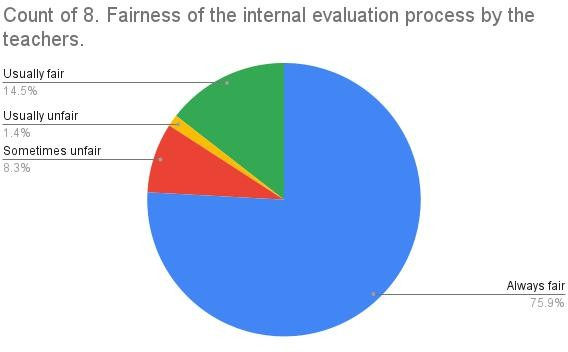 Count of 8. Fairness of the internal evaluation process by the
teachers.
Usually fair
14.5%
Usually unfair
1.4%
Sometimes unfair
8.3%
Always fair
75.9%